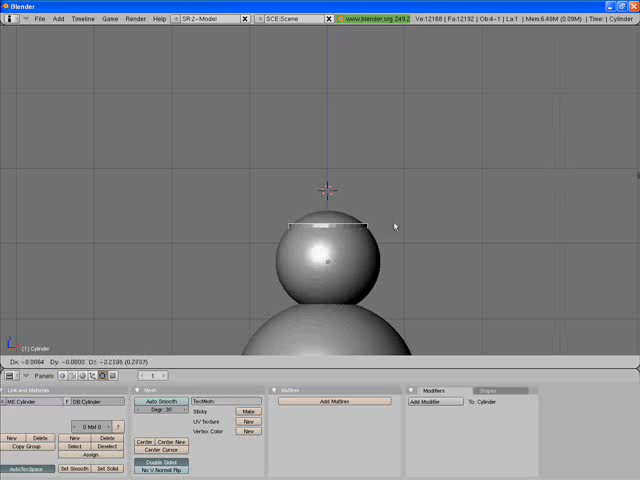 Blender
File Add Timeline Game Render Help SR:2-Model SCE:Scene www.blender.org 249.2 Ve:12160 | Fa:12192 | Ob:4-1 | La:1 | Mem:6.49M (0.09M) | Time: | Cylinder
(1) Cylinder
Panels 1
Link and Materials Mesh Multires Modifiers Shapes
ME:Cylinder F OB:Cylinder Auto Smooth TexMesh: Add Multires Add Modifier To: Cylinder
Degr: 30 Sticky Make
0 Mat 0 ? UV Texture New
New Delete New Delete Vertex Color New
Copy Group Select Deselect Center Center New
Assign Center Cursor
Double Sided
AutoTexSpace Set Smooth Set Solid No V.Normal Flip